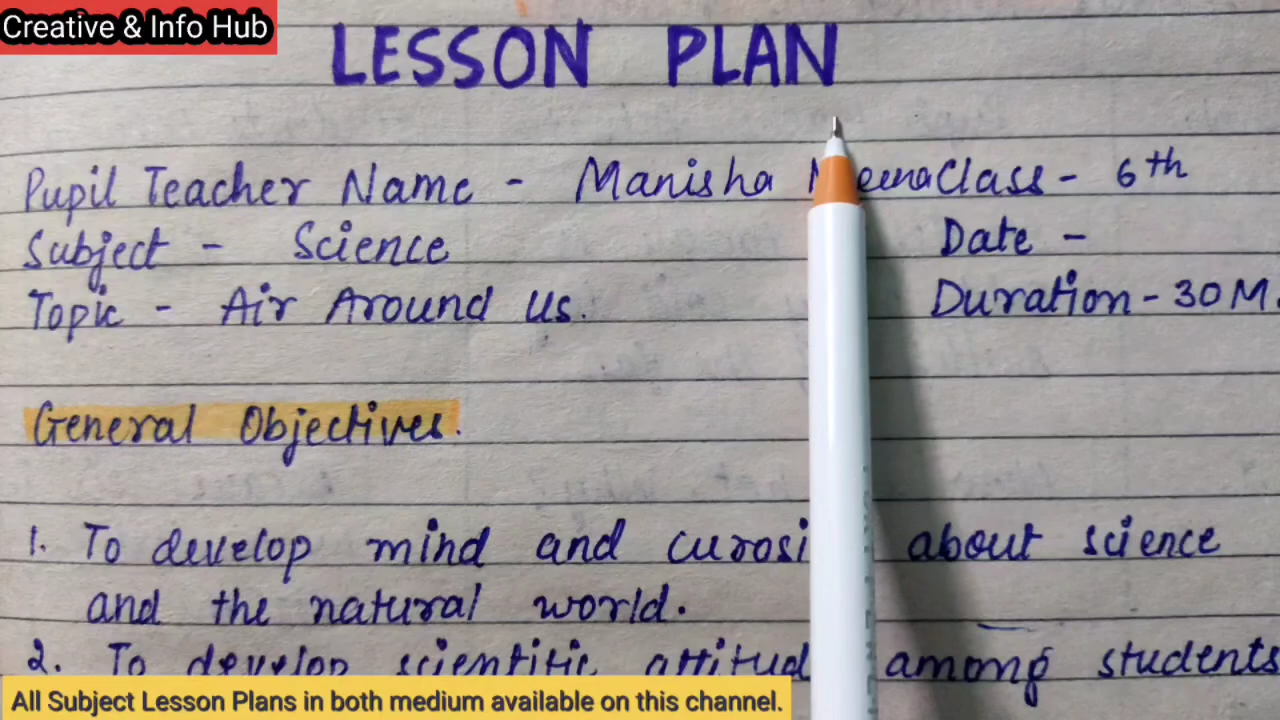 Creative & Info Hub
LESSON PLAN
Pupil Teacher Name - Manisha Class - 6th
Subject - Science Date -
Topic - Air Around Us. Duration - 30 M.
General Objectives.
1. To develop mind and curosi about science
and the natural world.
2. To develop scientific attitud among students
All Subject Lesson Plans in both medium available on this channel.